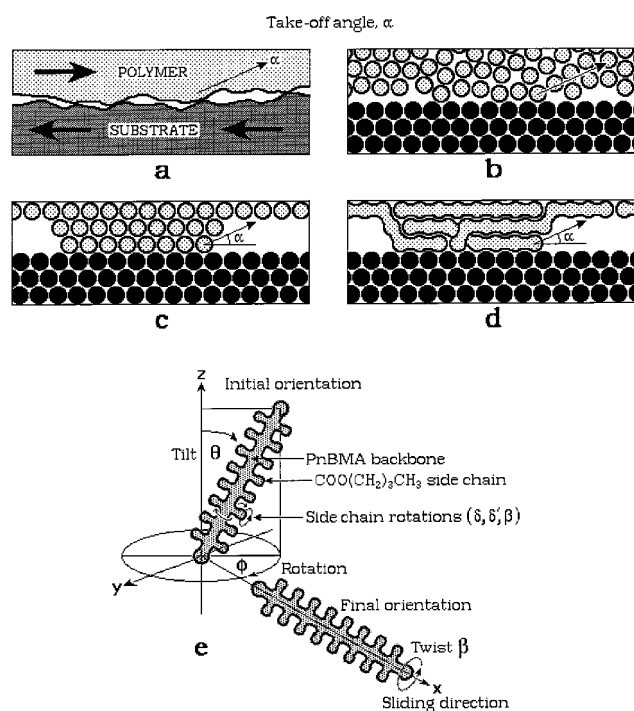 Take-off angle, α
α
POLYMER
SUBSTRATE
a
b
α
c
α
d
z
Initial orientation
Tilt
θ
PnBMA backbone
COO(CH₂)₃CH₃ side chain
Side chain rotations (δ, δ′, β)
ϕ
Rotation
y
Final orientation
e
Twist β
x
Sliding direction